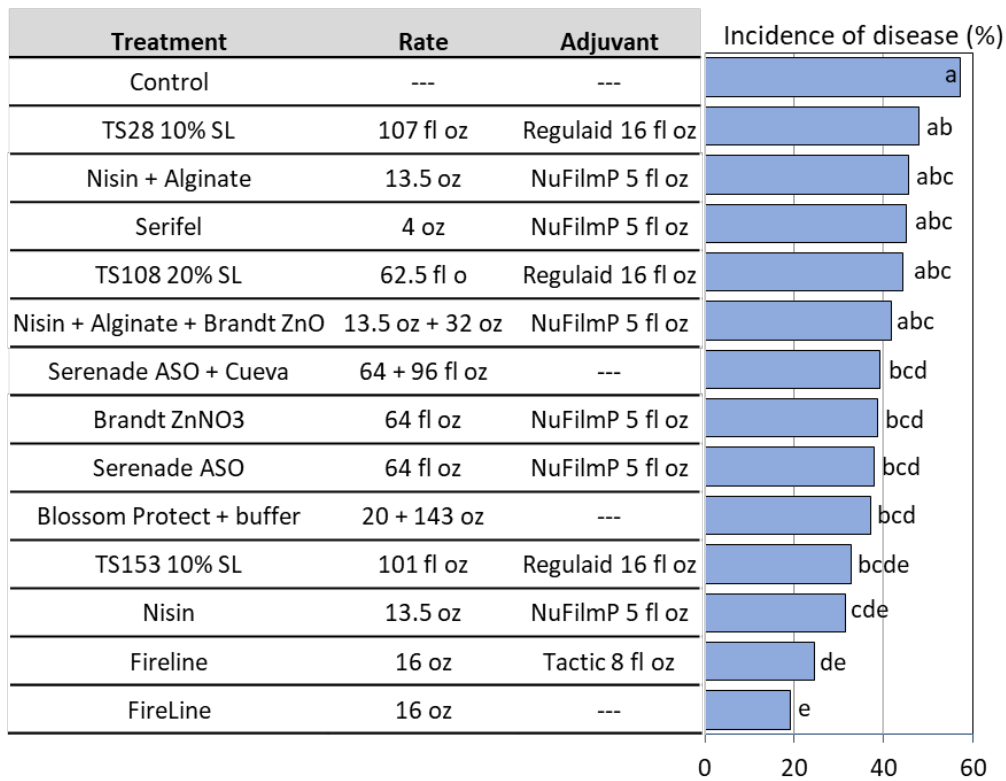 Treatment Rate Adjuvant Incidence of disease (%)
Control --- --- a
TS28 10% SL 107 fl oz Regulaid 16 fl oz ab
Nisin + Alginate 13.5 oz NuFilmP 5 fl oz abc
Serifel 4 oz NuFilmP 5 fl oz abc
TS108 20% SL 62.5 fl o Regulaid 16 fl oz abc
Nisin + Alginate + Brandt ZnO 13.5 oz + 32 oz NuFilmP 5 fl oz abc
Serenade ASO + Cueva 64 + 96 fl oz --- bcd
Brandt ZnNO3 64 fl oz NuFilmP 5 fl oz bcd
Serenade ASO 64 fl oz NuFilmP 5 fl oz bcd
Blossom Protect + buffer 20 + 143 oz --- bcd
TS153 10% SL 101 fl oz Regulaid 16 fl oz bcde
Nisin 13.5 oz NuFilmP 5 fl oz cde
Fireline 16 oz Tactic 8 fl oz de
FireLine 16 oz --- e
0 20 40 60